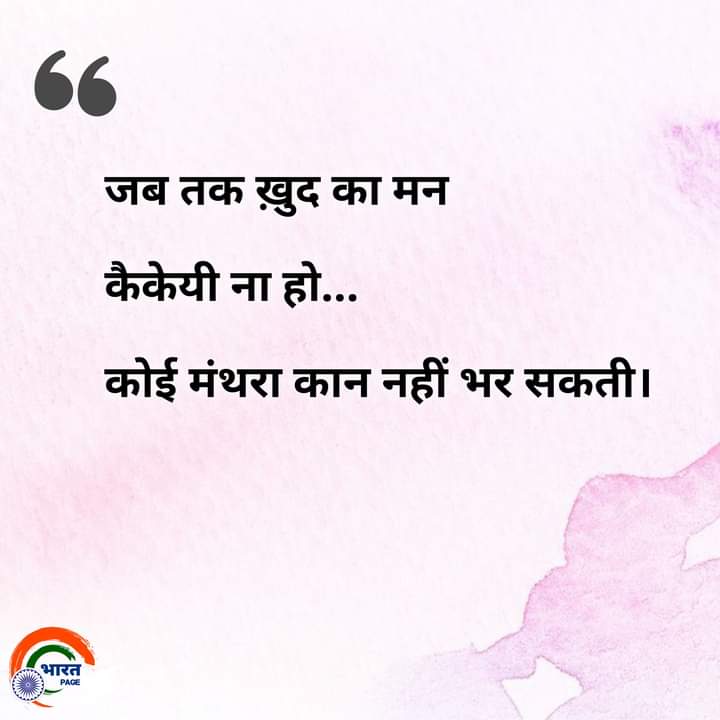 ❝
जब तक ख़ुद का मन
कैकेयी ना हो...
कोई मंथरा कान नहीं भर सकती।
भारत
PAGE